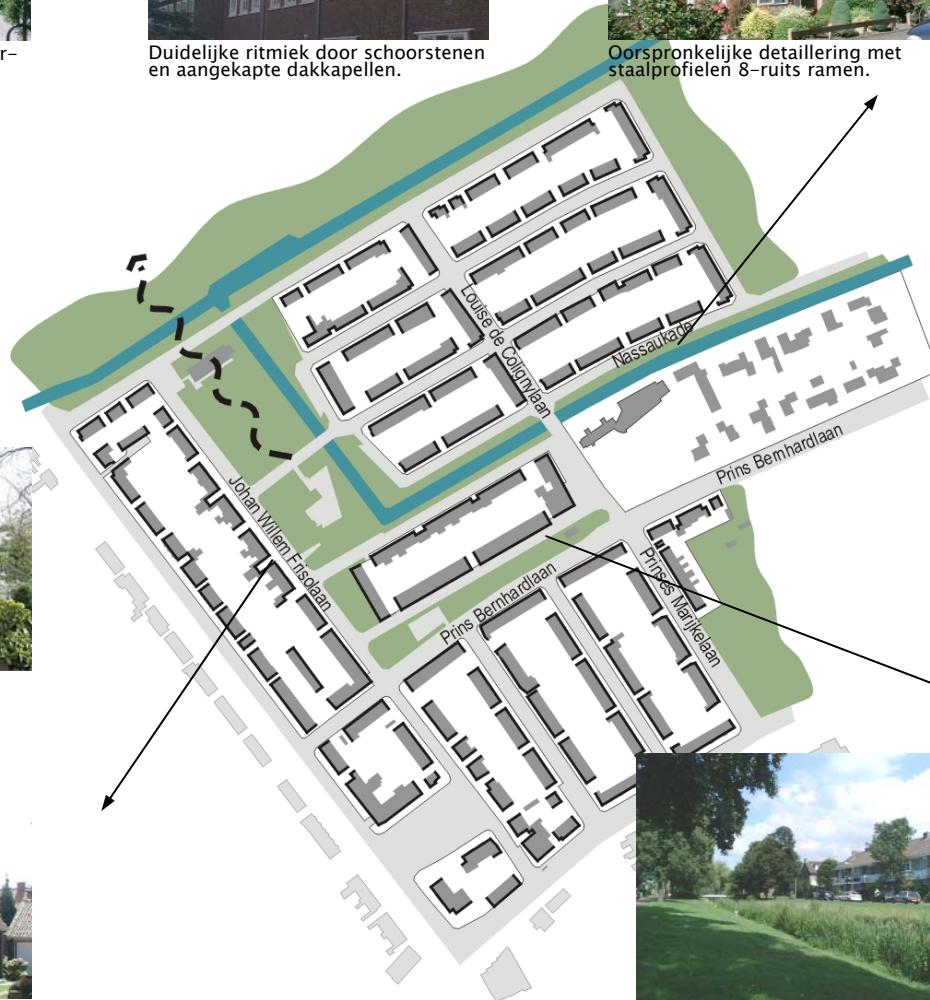 r-
Duidelijke ritmiek door schoorstenen
en aangekapte dakkapellen.
Oorspronkelijke detaillering met
staalprofielen 8-ruits ramen.
Louise de Colignylaan
Nassaukade
Prins Bernhardlaan
Johan Willem Frisolaan
Prins Bernhardlaan
Prinses Marijkelaan